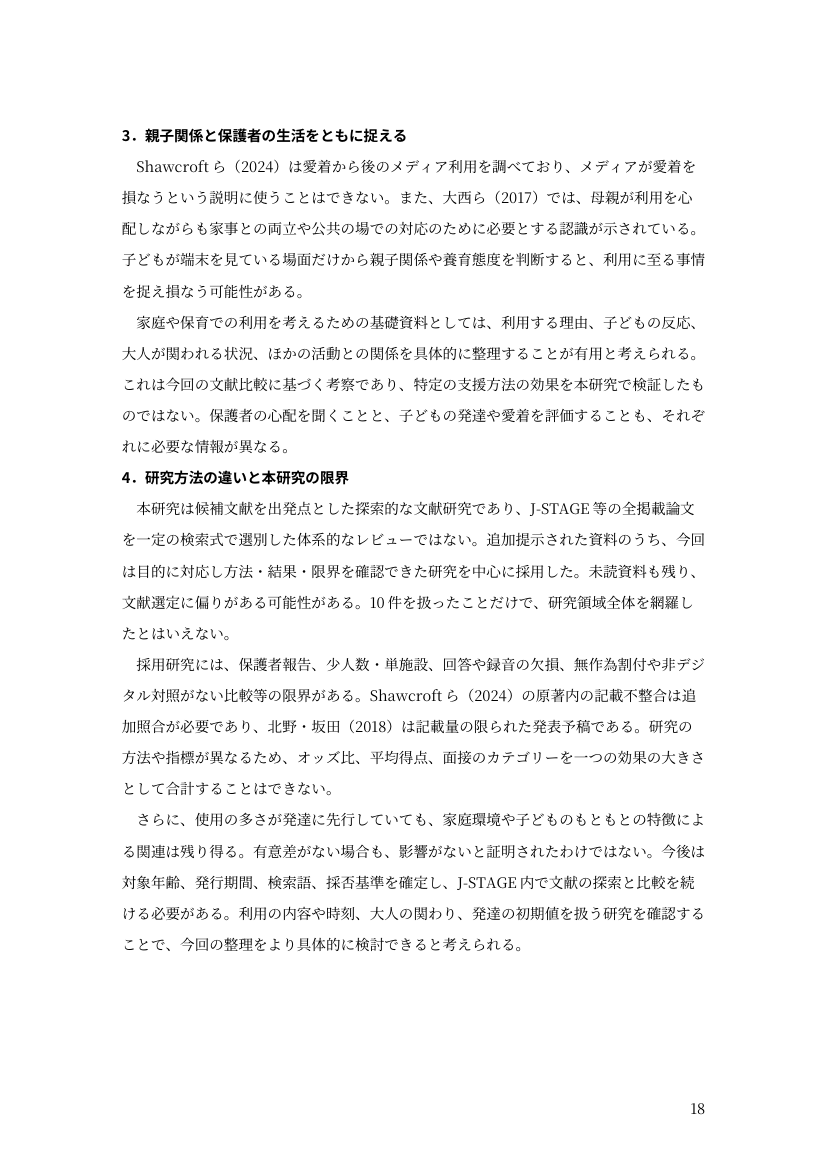 3．親子関係と保護者の生活をともに捉える
Shawcroft ら（2024）は愛着から後のメディア利用を調べており、メディアが愛着を
損なうという説明に使うことはできない。また、大西ら（2017）では、母親が利用を心
配しながらも家事との両立や公共の場での対応のために必要とする認識が示されている。
子どもが端末を見ている場面だけから親子関係や養育態度を判断すると、利用に至る事情
を捉え損なう可能性がある。
家庭や保育での利用を考えるための基礎資料としては、利用する理由、子どもの反応、
大人が関われる状況、ほかの活動との関係を具体的に整理することが有用と考えられる。
これは今回の文献比較に基づく考察であり、特定の支援方法の効果を本研究で検証したも
のではない。保護者の心配を聞くことと、子どもの発達や愛着を評価することも、それぞ
れに必要な情報が異なる。
4．研究方法の違いと本研究の限界
本研究は候補文献を出発点とした探索的な文献研究であり、J-STAGE 等の全掲載論文
を一定の検索式で選別した体系的なレビューではない。追加提示された資料のうち、今回
は目的に対応し方法・結果・限界を確認できた研究を中心に採用した。未読資料も残り、
文献選定に偏りがある可能性がある。10 件を扱ったことだけで、研究領域全体を網羅し
たとはいえない。
採用研究には、保護者報告、少人数・単施設、回答や録音の欠損、無作為割付や非デジ
タル対照がない比較等の限界がある。Shawcroft ら（2024）の原著内の記載不整合は追
加照合が必要であり、北野・坂田（2018）は記載量の限られた発表予稿である。研究の
方法や指標が異なるため、オッズ比、平均得点、面接のカテゴリーを一つの効果の大きさ
として合計することはできない。
さらに、使用の多さが発達に先行していても、家庭環境や子どものもともとの特徴によ
る関連は残り得る。有意差がない場合も、影響がないと証明されたわけではない。今後は
対象年齢、発行期間、検索語、採否基準を確定し、J-STAGE 内で文献の探索と比較を続
ける必要がある。利用の内容や時刻、大人の関わり、発達の初期値を扱う研究を確認する
ことで、今回の整理をより具体的に検討できると考えられる。
18